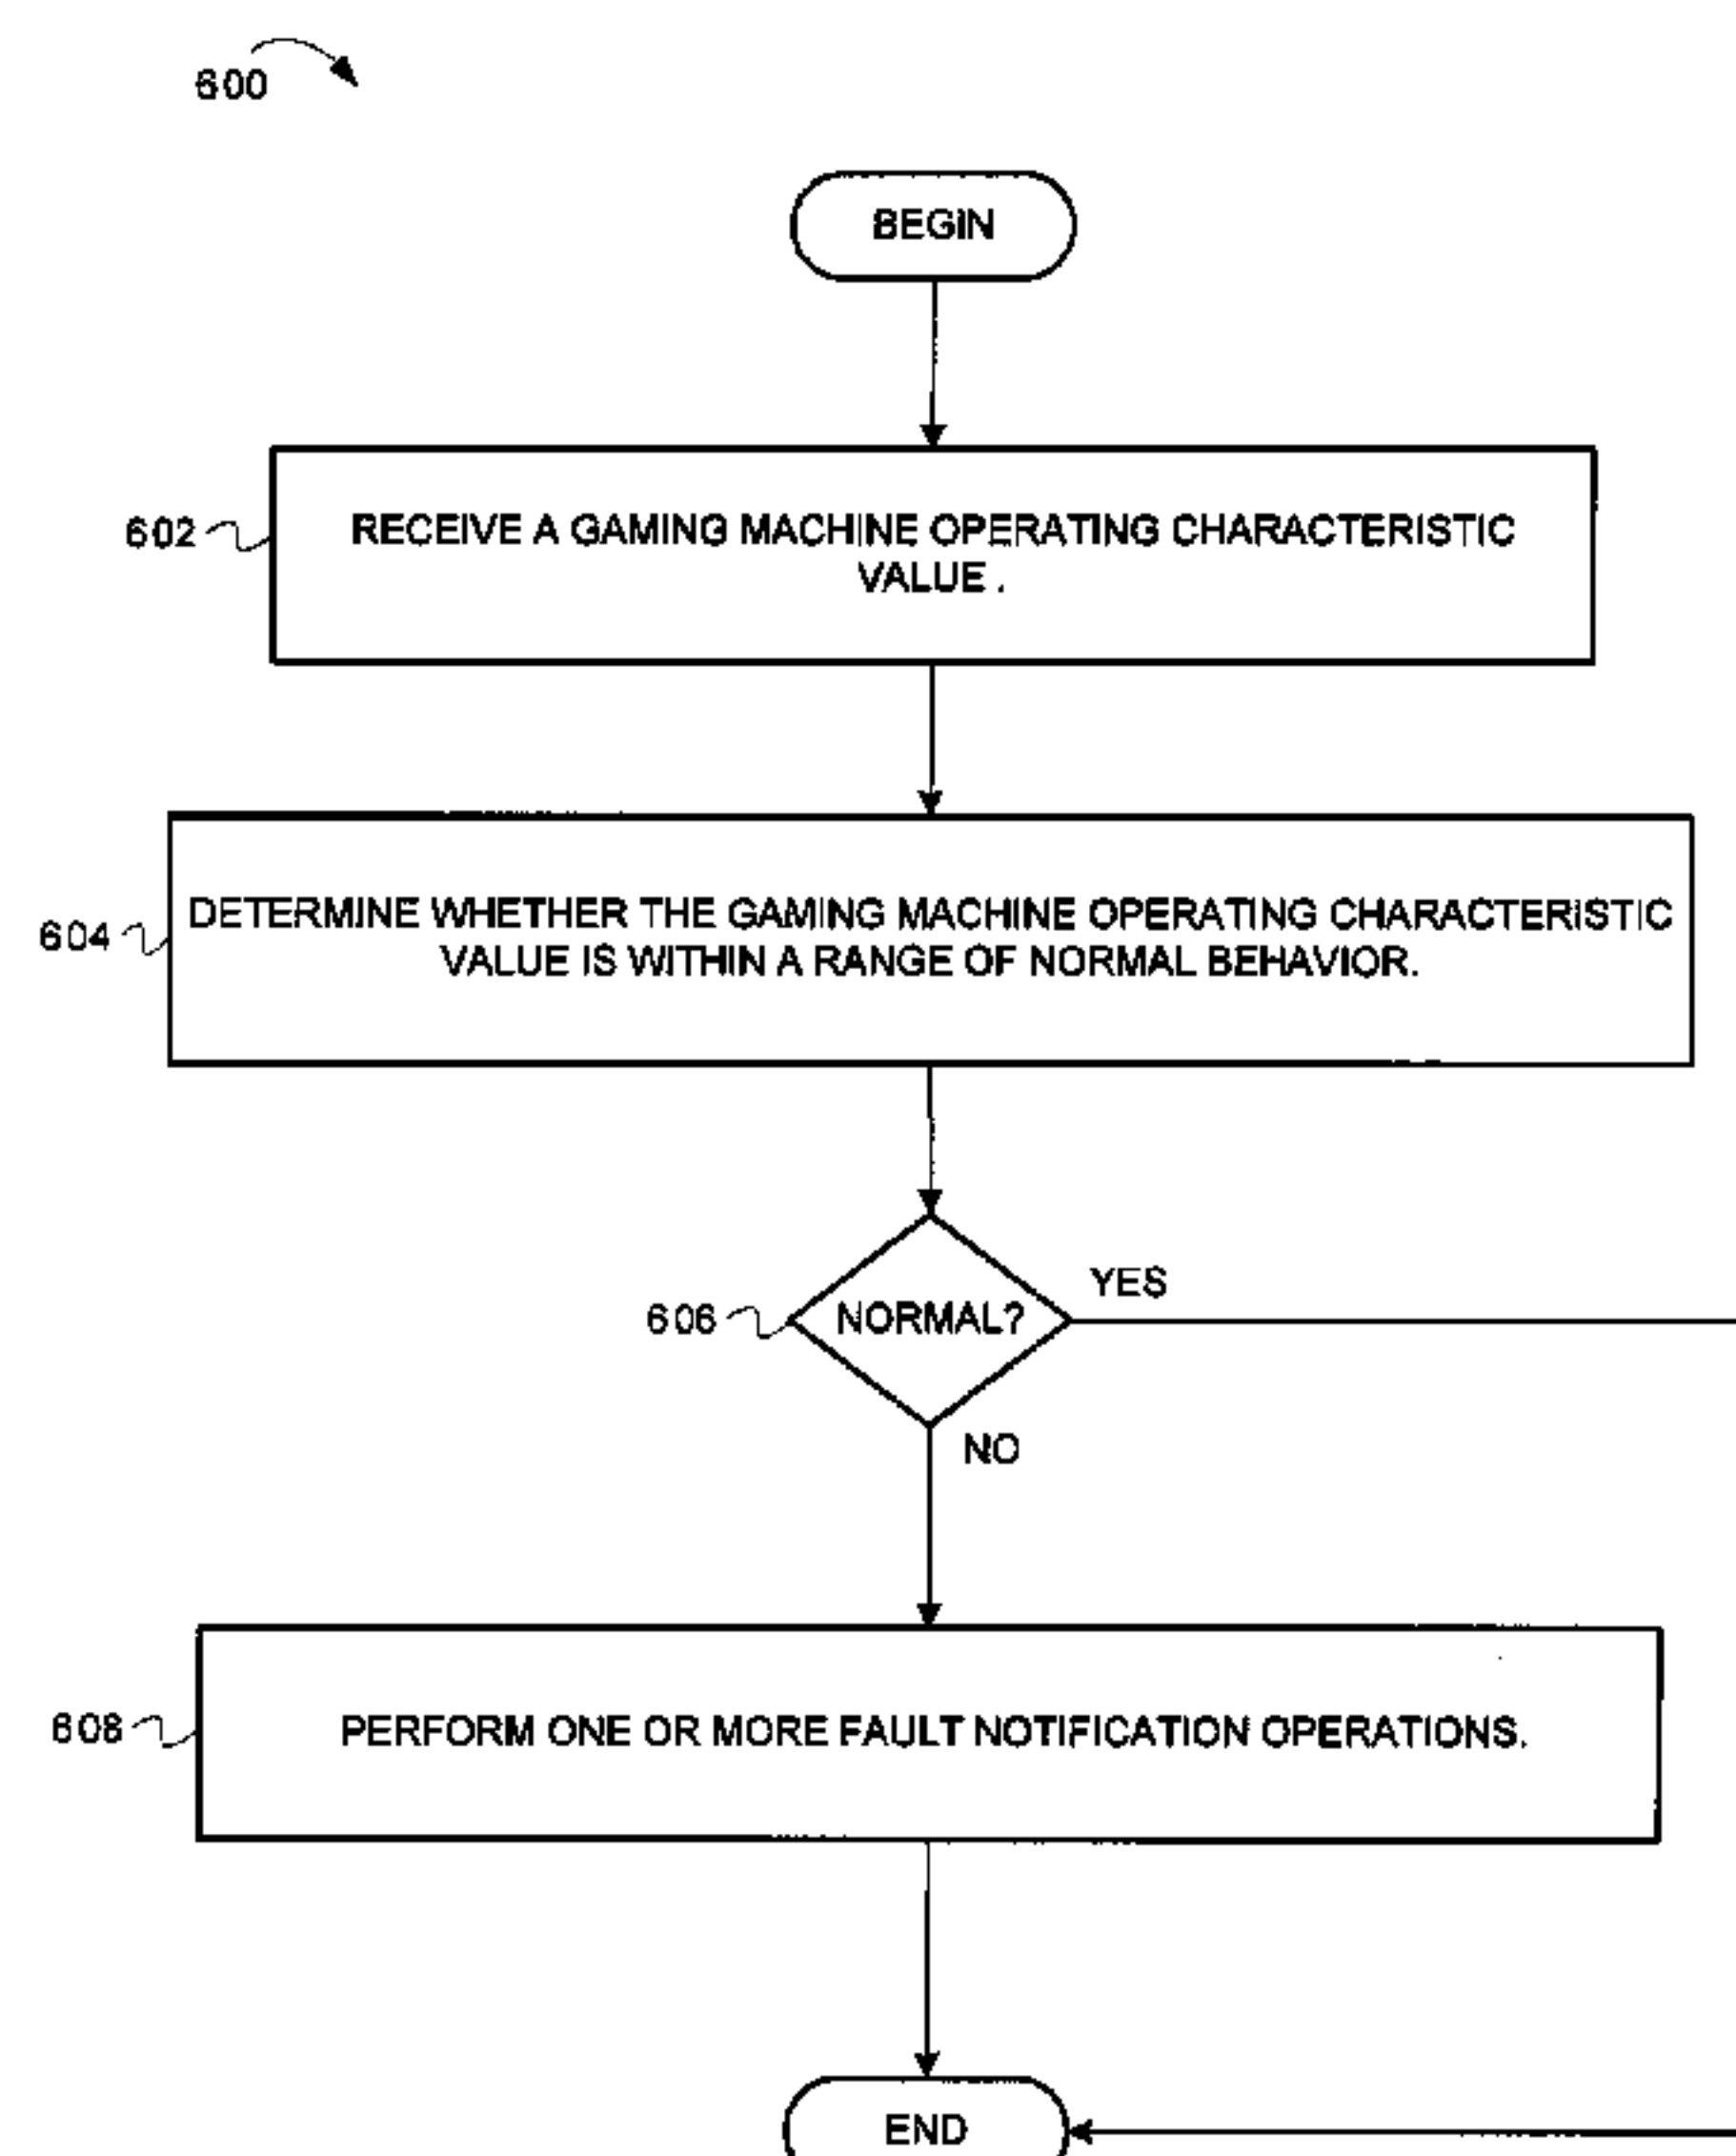 600
BEGIN
602
RECEIVE A GAMING MACHINE OPERATING CHARACTERISTIC
VALUE .
604
DETERMINE WHETHER THE GAMING MACHINE OPERATING CHARACTERISTIC
VALUE IS WITHIN A RANGE OF NORMAL BEHAVIOR.
606
NORMAL?
YES
NO
608
PERFORM ONE OR MORE FAULT NOTIFICATION OPERATIONS.
END